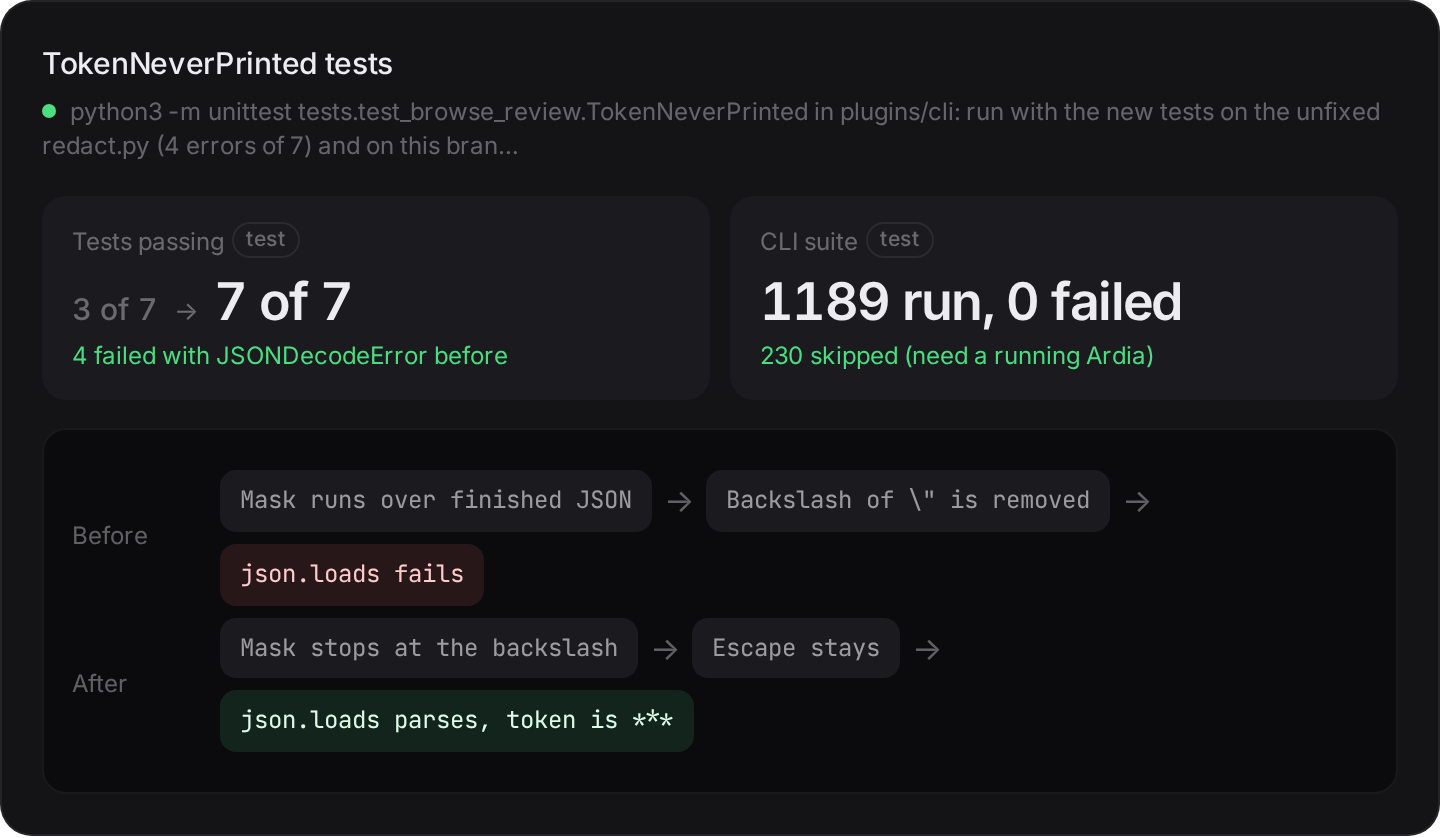 TokenNeverPrinted tests
python3 -m unittest tests.test_browse_review.TokenNeverPrinted in plugins/cli: run with the new tests on the unfixed
redact.py (4 errors of 7) and on this bran...
Tests passing test
3 of 7 → 7 of 7
4 failed with JSONDecodeError before
CLI suite test
1189 run, 0 failed
230 skipped (need a running Ardia)
Before
Mask runs over finished JSON → Backslash of \" is removed →
json.loads fails
After
Mask stops at the backslash → Escape stays →
json.loads parses, token is ***